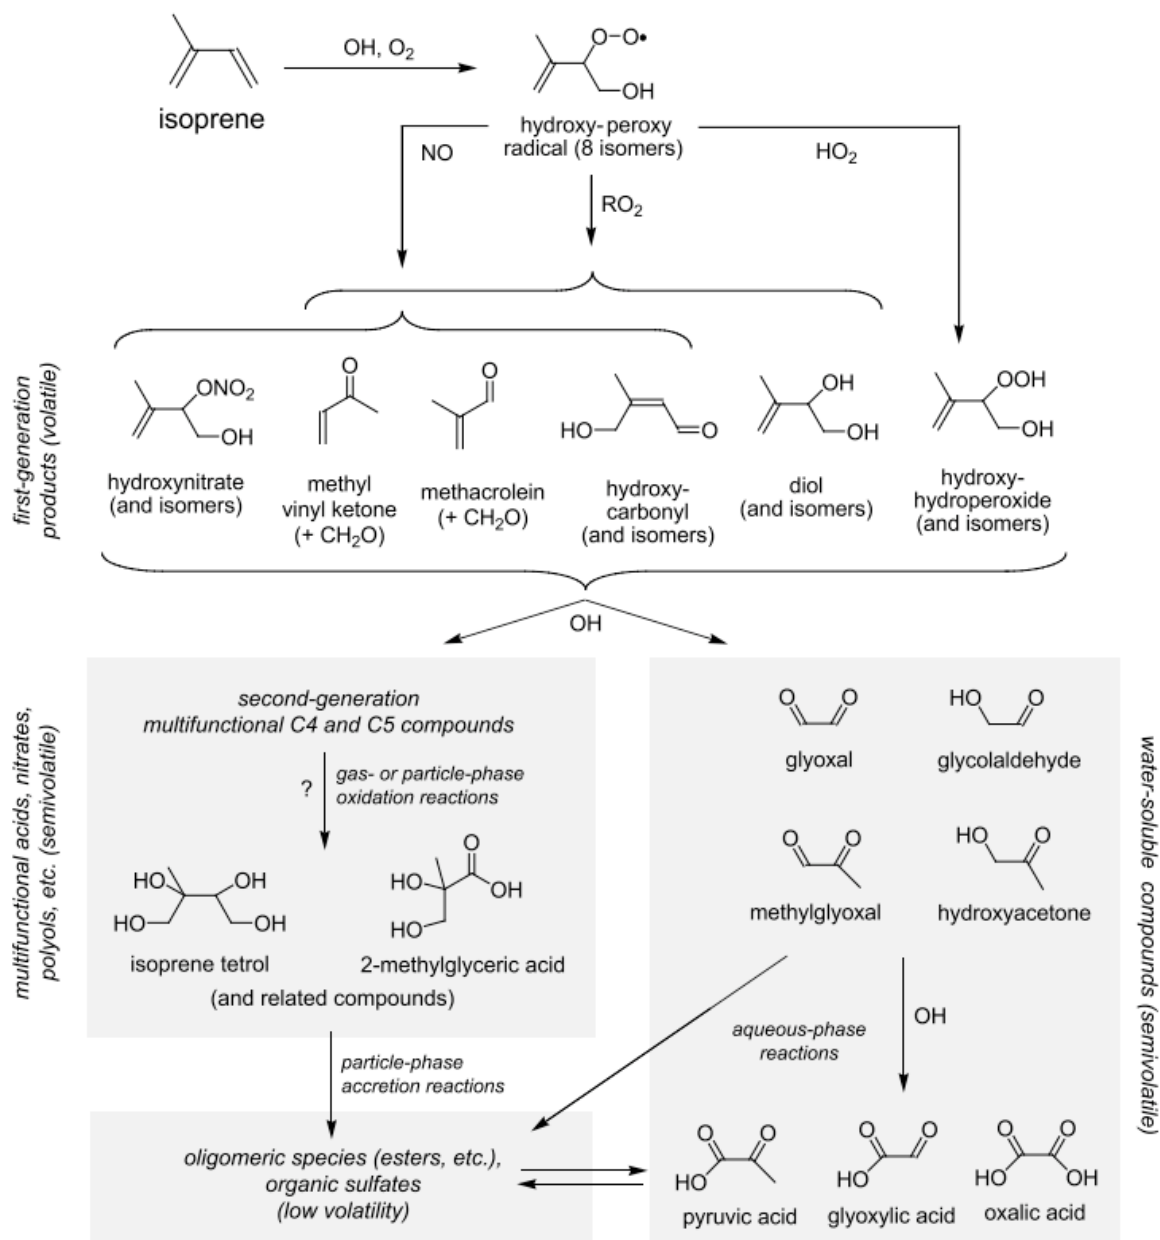 OH, O2
isoprene
O–O•
OH
hydroxy-peroxy
radical (8 isomers)
NO
HO2
RO2
first-generation
products (volatile)
ONO2
OH
hydroxynitrate
(and isomers)
O
methyl
vinyl ketone
(+ CH2O)
O
methacrolein
(+ CH2O)
HO
O
hydroxy-
carbonyl
(and isomers)
OH
OH
diol
(and isomers)
OOH
OH
hydroxy-
hydroperoxide
(and isomers)
OH
multifunctional acids, nitrates,
polyols, etc. (semivolatile)
second-generation
multifunctional C4 and C5 compounds
?
gas- or particle-phase
oxidation reactions
HO
OH
HO
OH
isoprene tetrol
O
HO
OH
HO
2-methylglyceric acid
(and related compounds)
particle-phase
accretion reactions
oligomeric species (esters, etc.),
organic sulfates
(low volatility)
O
O
glyoxal
HO
O
glycolaldehyde
O
O
methylglyoxal
HO
O
hydroxyacetone
aqueous-phase
reactions
OH
O
O
HO
pyruvic acid
O
O
HO
glyoxylic acid
O
O
HO
OH
oxalic acid
water-soluble compounds (semivolatile)